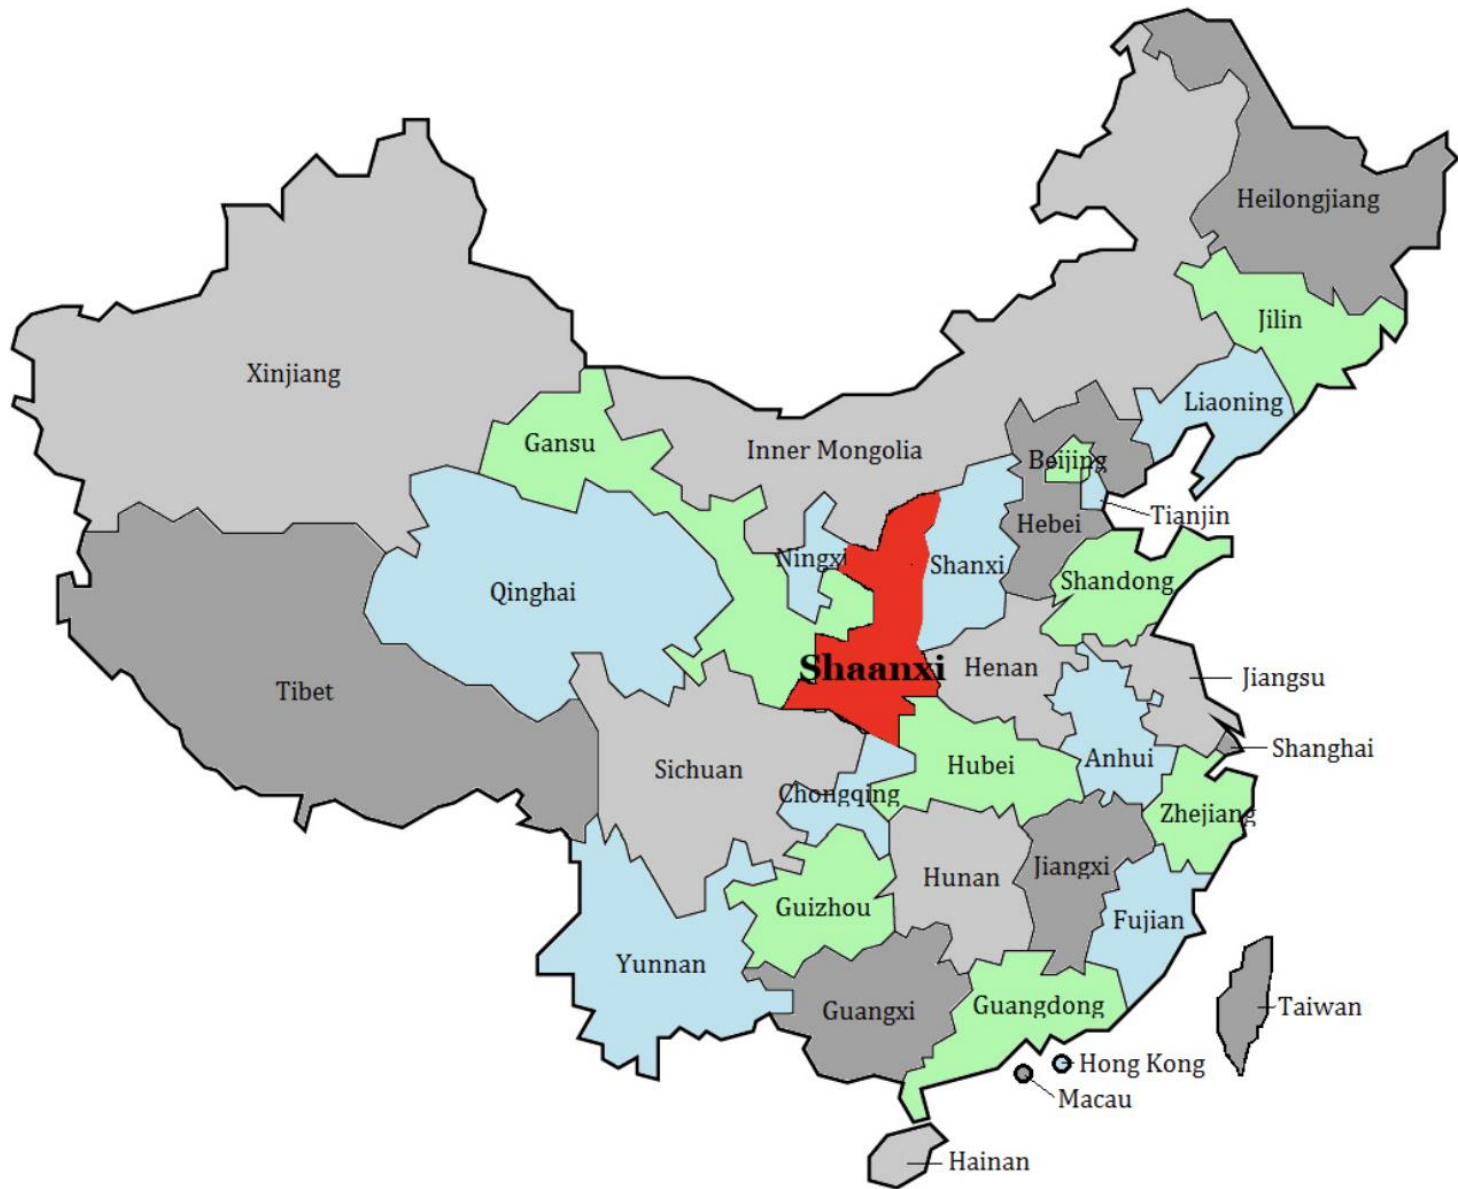 Heilongjiang
Jilin
Xinjiang
Liaoning
Gansu
Inner Mongolia
Beijing
Tianjin
Hebei
Ningxi
Shanxi
Shandong
Qinghai
Shaanxi
Henan
Jiangsu
Tibet
Shanghai
Sichuan
Hubei
Anhui
Chongqing
Zhejiang
Jiangxi
Hunan
Guizhou
Fujian
Yunnan
Guangxi
Guangdong
Taiwan
Hong Kong
Macau
Hainan